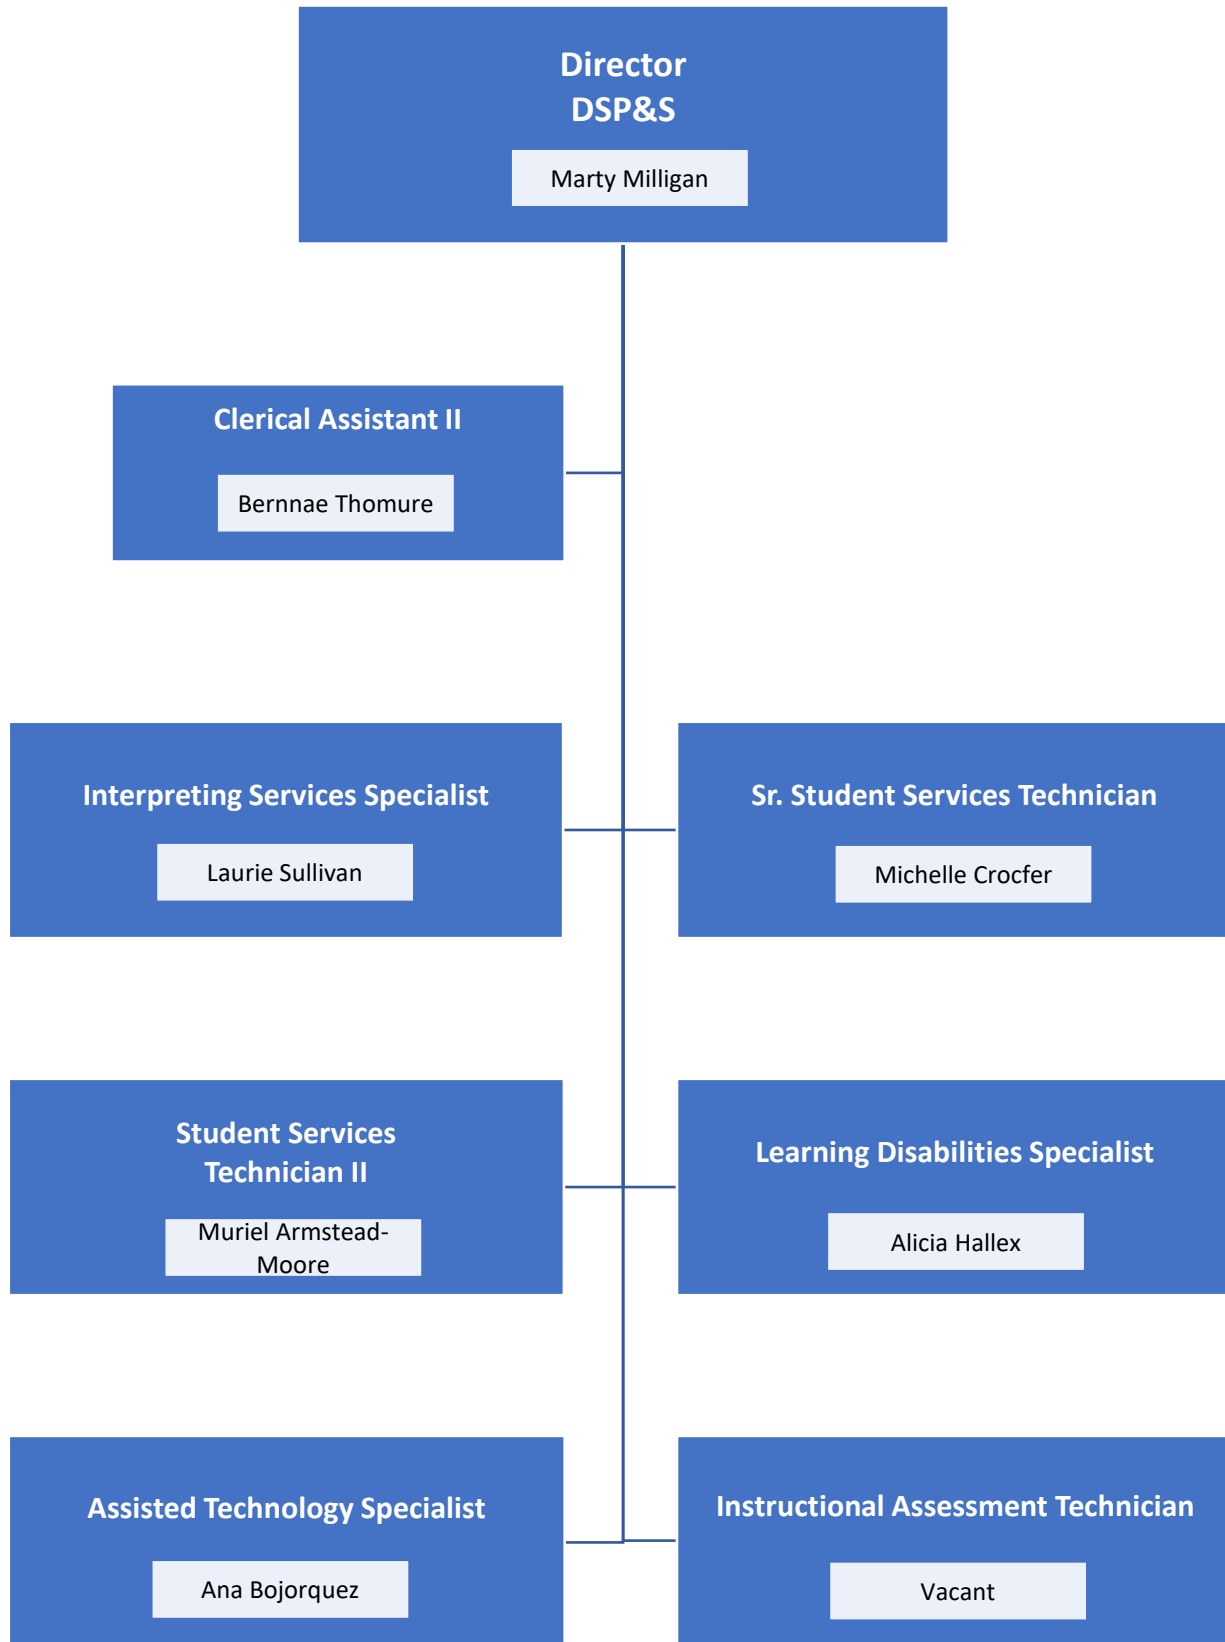 Director
DSP&S
Marty Milligan
Clerical Assistant II
Bernnae Thomure
Interpreting Services Specialist
Laurie Sullivan
Sr. Student Services Technician
Michelle Crocfer
Student Services
Technician II
Muriel Armstead-
Moore
Learning Disabilities Specialist
Alicia Hallex
Assisted Technology Specialist
Ana Bojorquez
Instructional Assessment Technician
Vacant